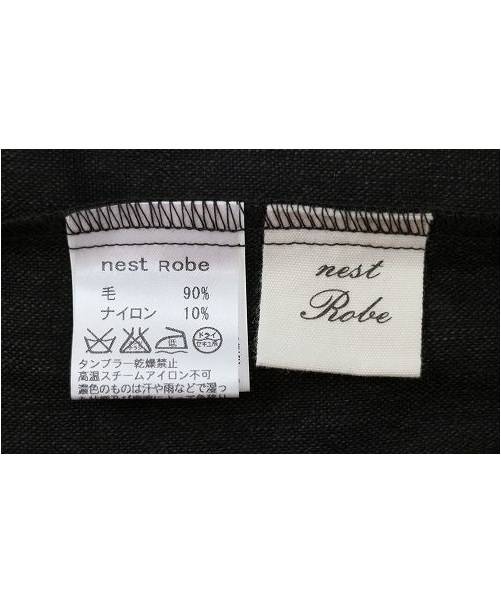 nest Robe
毛 90%
ナイロン 10%
低
ドライ
セキユ系
タンブラー乾燥禁止
高温スチームアイロン不可
濃色のものは汗や雨などで湿っ
nest
Robe